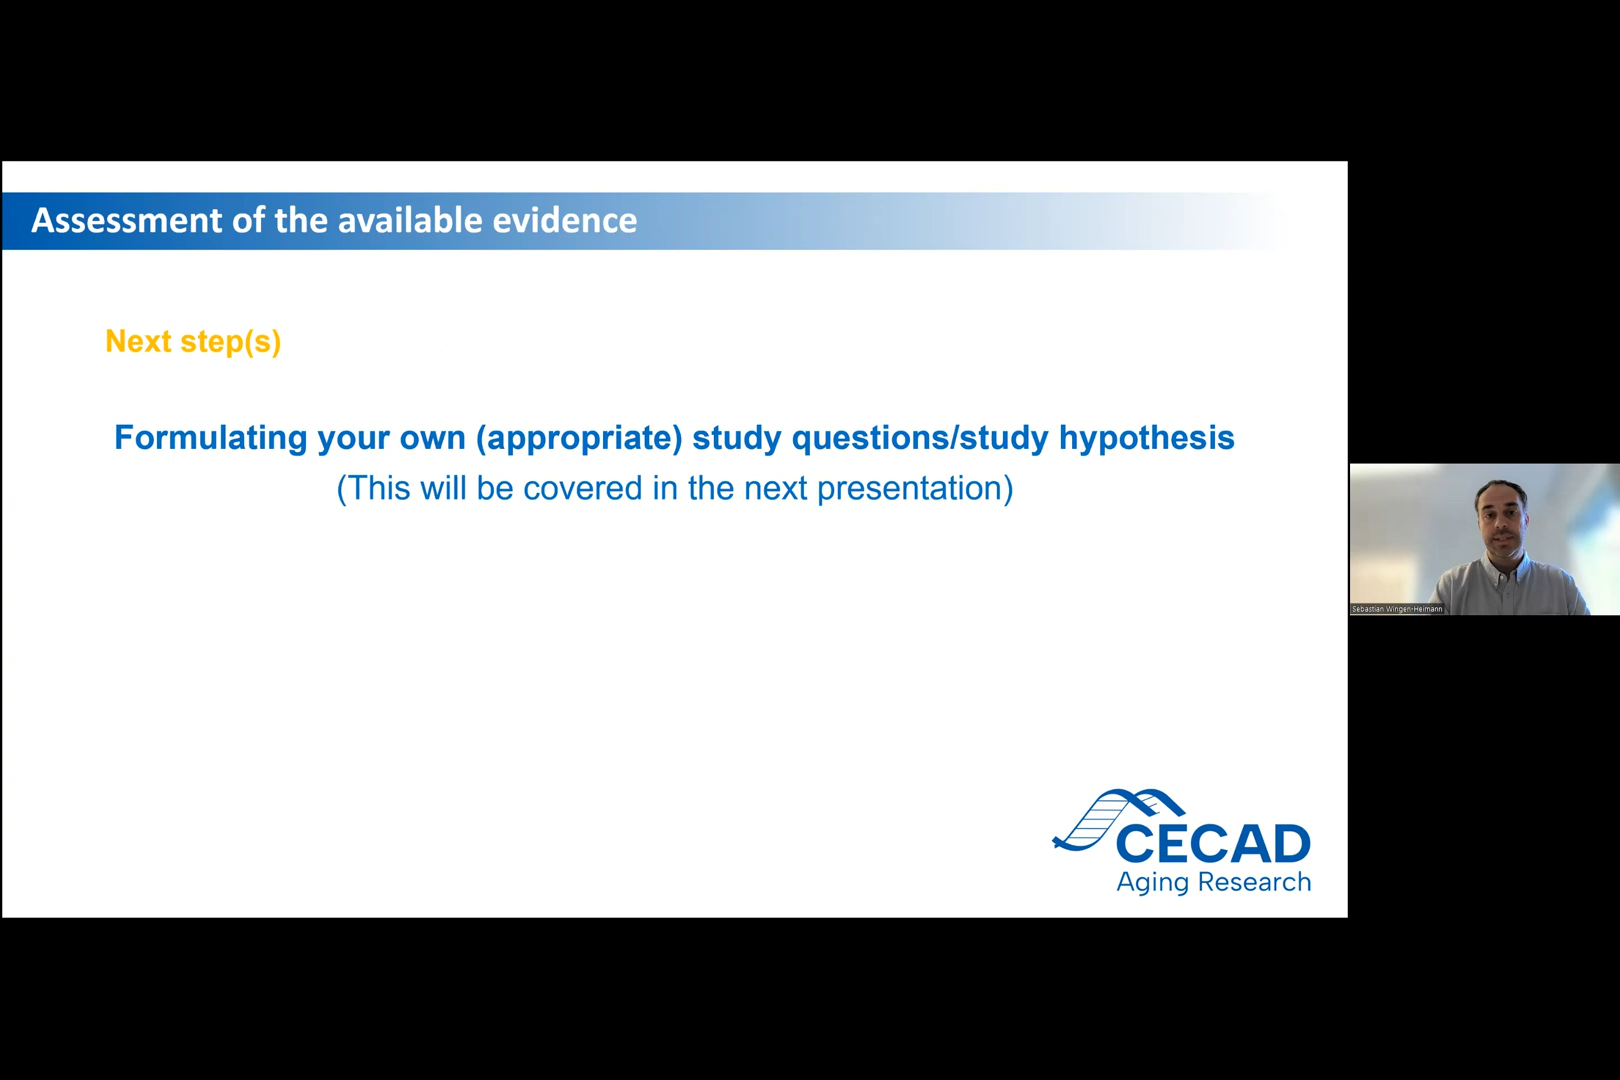 Assessment of the available evidence
Next step(s)
Formulating your own (appropriate) study questions/study hypothesis
(This will be covered in the next presentation)
Sebastian Wingen-Heimann
CECAD
Aging Research